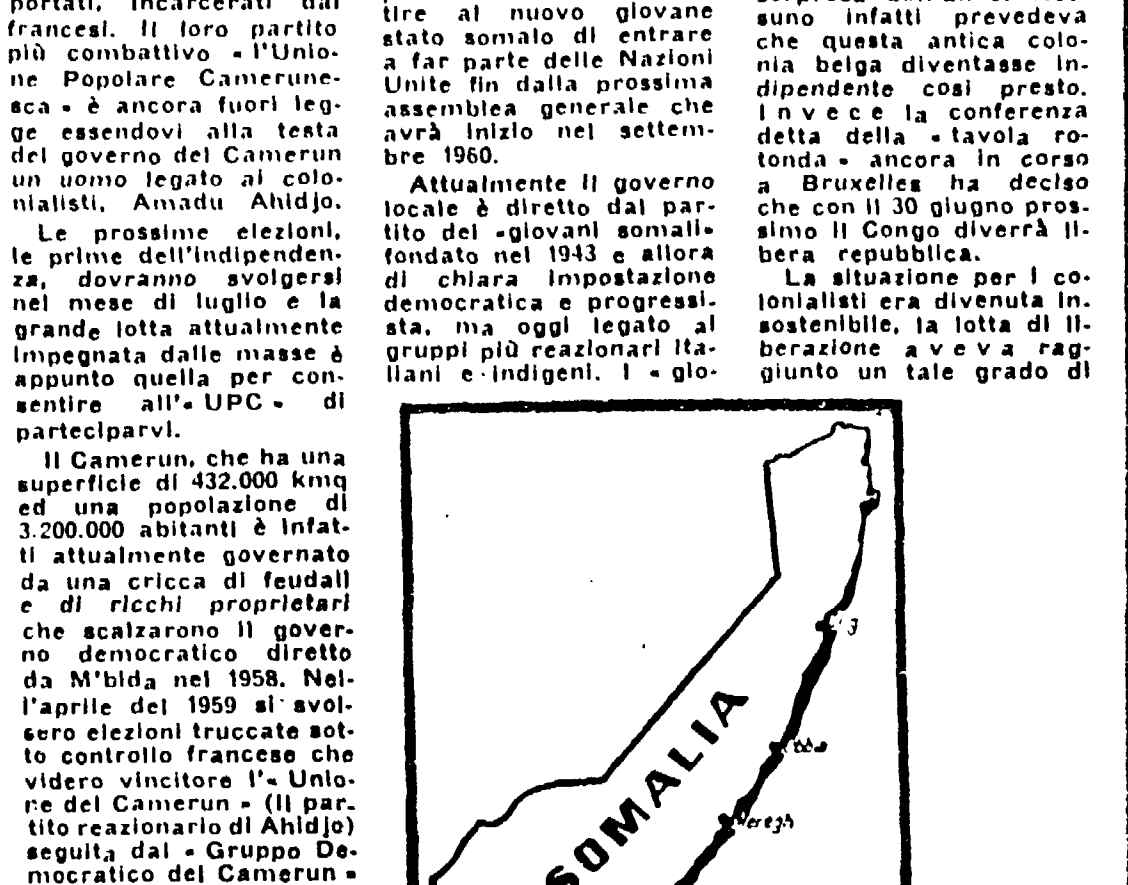 portati, incarcerati dai
francesi. Il loro partito
più combattivo « l'Unio-
ne Popolare Camerune-
sca » è ancora fuori leg-
ge essendovi alla testa
del governo del Camerun
un uomo legato ai colo-
nialisti, Amadu Ahidjo.
Le prossime elezioni,
le prime dell'indipenden-
za, dovranno svolgersi
nel mese di luglio e la
grande lotta attualmente
impegnata dalle masse è
appunto quella per con-
sentire all'« UPC » di
parteciparvi.
Il Camerun, che ha una
superficie di 432.000 kmq
ed una popolazione di
3.200.000 abitanti è infat-
ti attualmente governato
da una cricca di feudali
e di ricchi proprietari
che scalzarono il gover-
no democratico diretto
da M'bida nel 1958. Nel-
l'aprile del 1959 si svol-
sero elezioni truccate sot-
to controllo francese che
videro vincitore l'« Unio-
ne del Camerun » (il par-
tito reazionario di Ahidjo)
seguita dal « Gruppo De-
mocratico del Camerun »
tire al nuovo giovane
stato somalo di entrare
a far parte delle Nazioni
Unite fin dalla prossima
assemblea generale che
avrà inizio nel settem-
bre 1960.
Attualmente il governo
locale è diretto dal par-
tito dei «giovani somali»
fondato nel 1943 e allora
di chiara impostazione
democratica e progressi-
sta, ma oggi legato ai
gruppi più reazionari ita-
liani e indigeni. I « gio-
suno infatti prevedeva
che questa antica colo-
nia belga diventasse in-
dipendente così presto.
Invece la conferenza
detta della « tavola ro-
tonda » ancora in corso
a Bruxelles ha deciso
che con il 30 giugno pros-
simo il Congo diverrà li-
bera repubblica.
La situazione per i co-
lonialisti era divenuta in-
sostenibile, la lotta di li-
berazione aveva rag-
giunto un tale grado di
SOMALIA